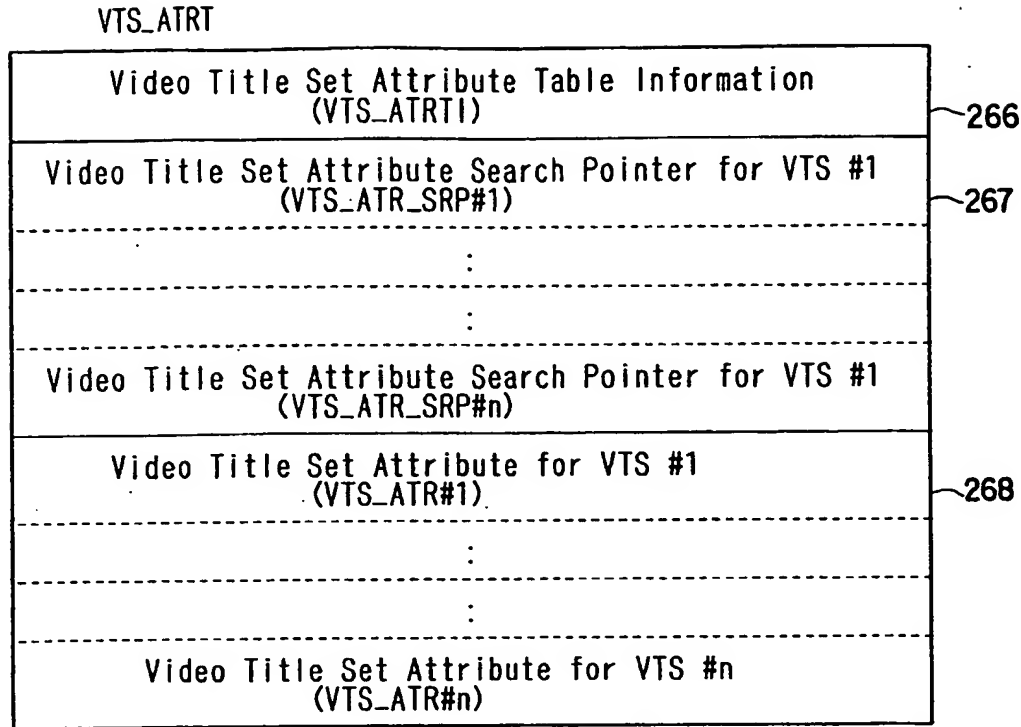 VTS_ATRT
Video Title Set Attribute Table Information
(VTS_ATRTI)
266
Video Title Set Attribute Search Pointer for VTS #1
(VTS_ATR_SRP#1)
267
Video Title Set Attribute Search Pointer for VTS #1
(VTS_ATR_SRP#n)
Video Title Set Attribute for VTS #1
(VTS_ATR#1)
268
Video Title Set Attribute for VTS #n
(VTS_ATR#n)